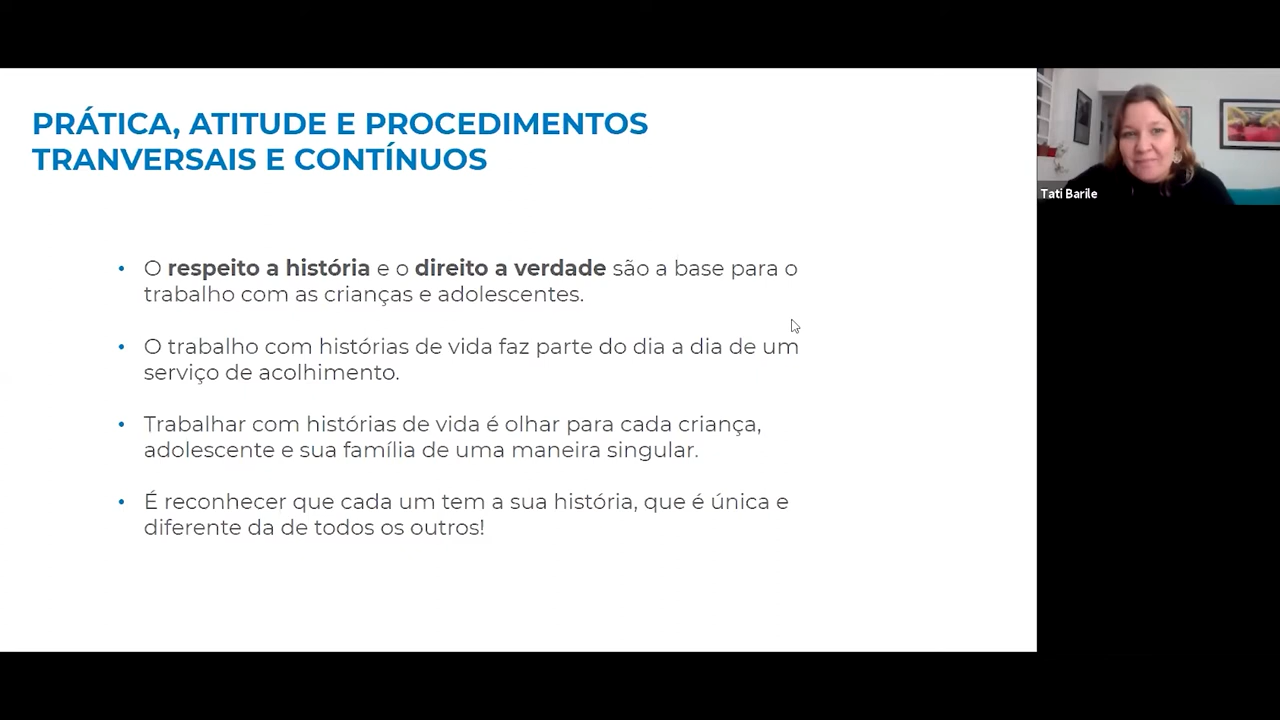 PRÁTICA, ATITUDE E PROCEDIMENTOS
TRANVERSAIS E CONTÍNUOS
• O respeito a história e o direito a verdade são a base para o
trabalho com as crianças e adolescentes.
• O trabalho com histórias de vida faz parte do dia a dia de um
serviço de acolhimento.
• Trabalhar com histórias de vida é olhar para cada criança,
adolescente e sua família de uma maneira singular.
• É reconhecer que cada um tem a sua história, que é única e
diferente da de todos os outros!
Tati Barile